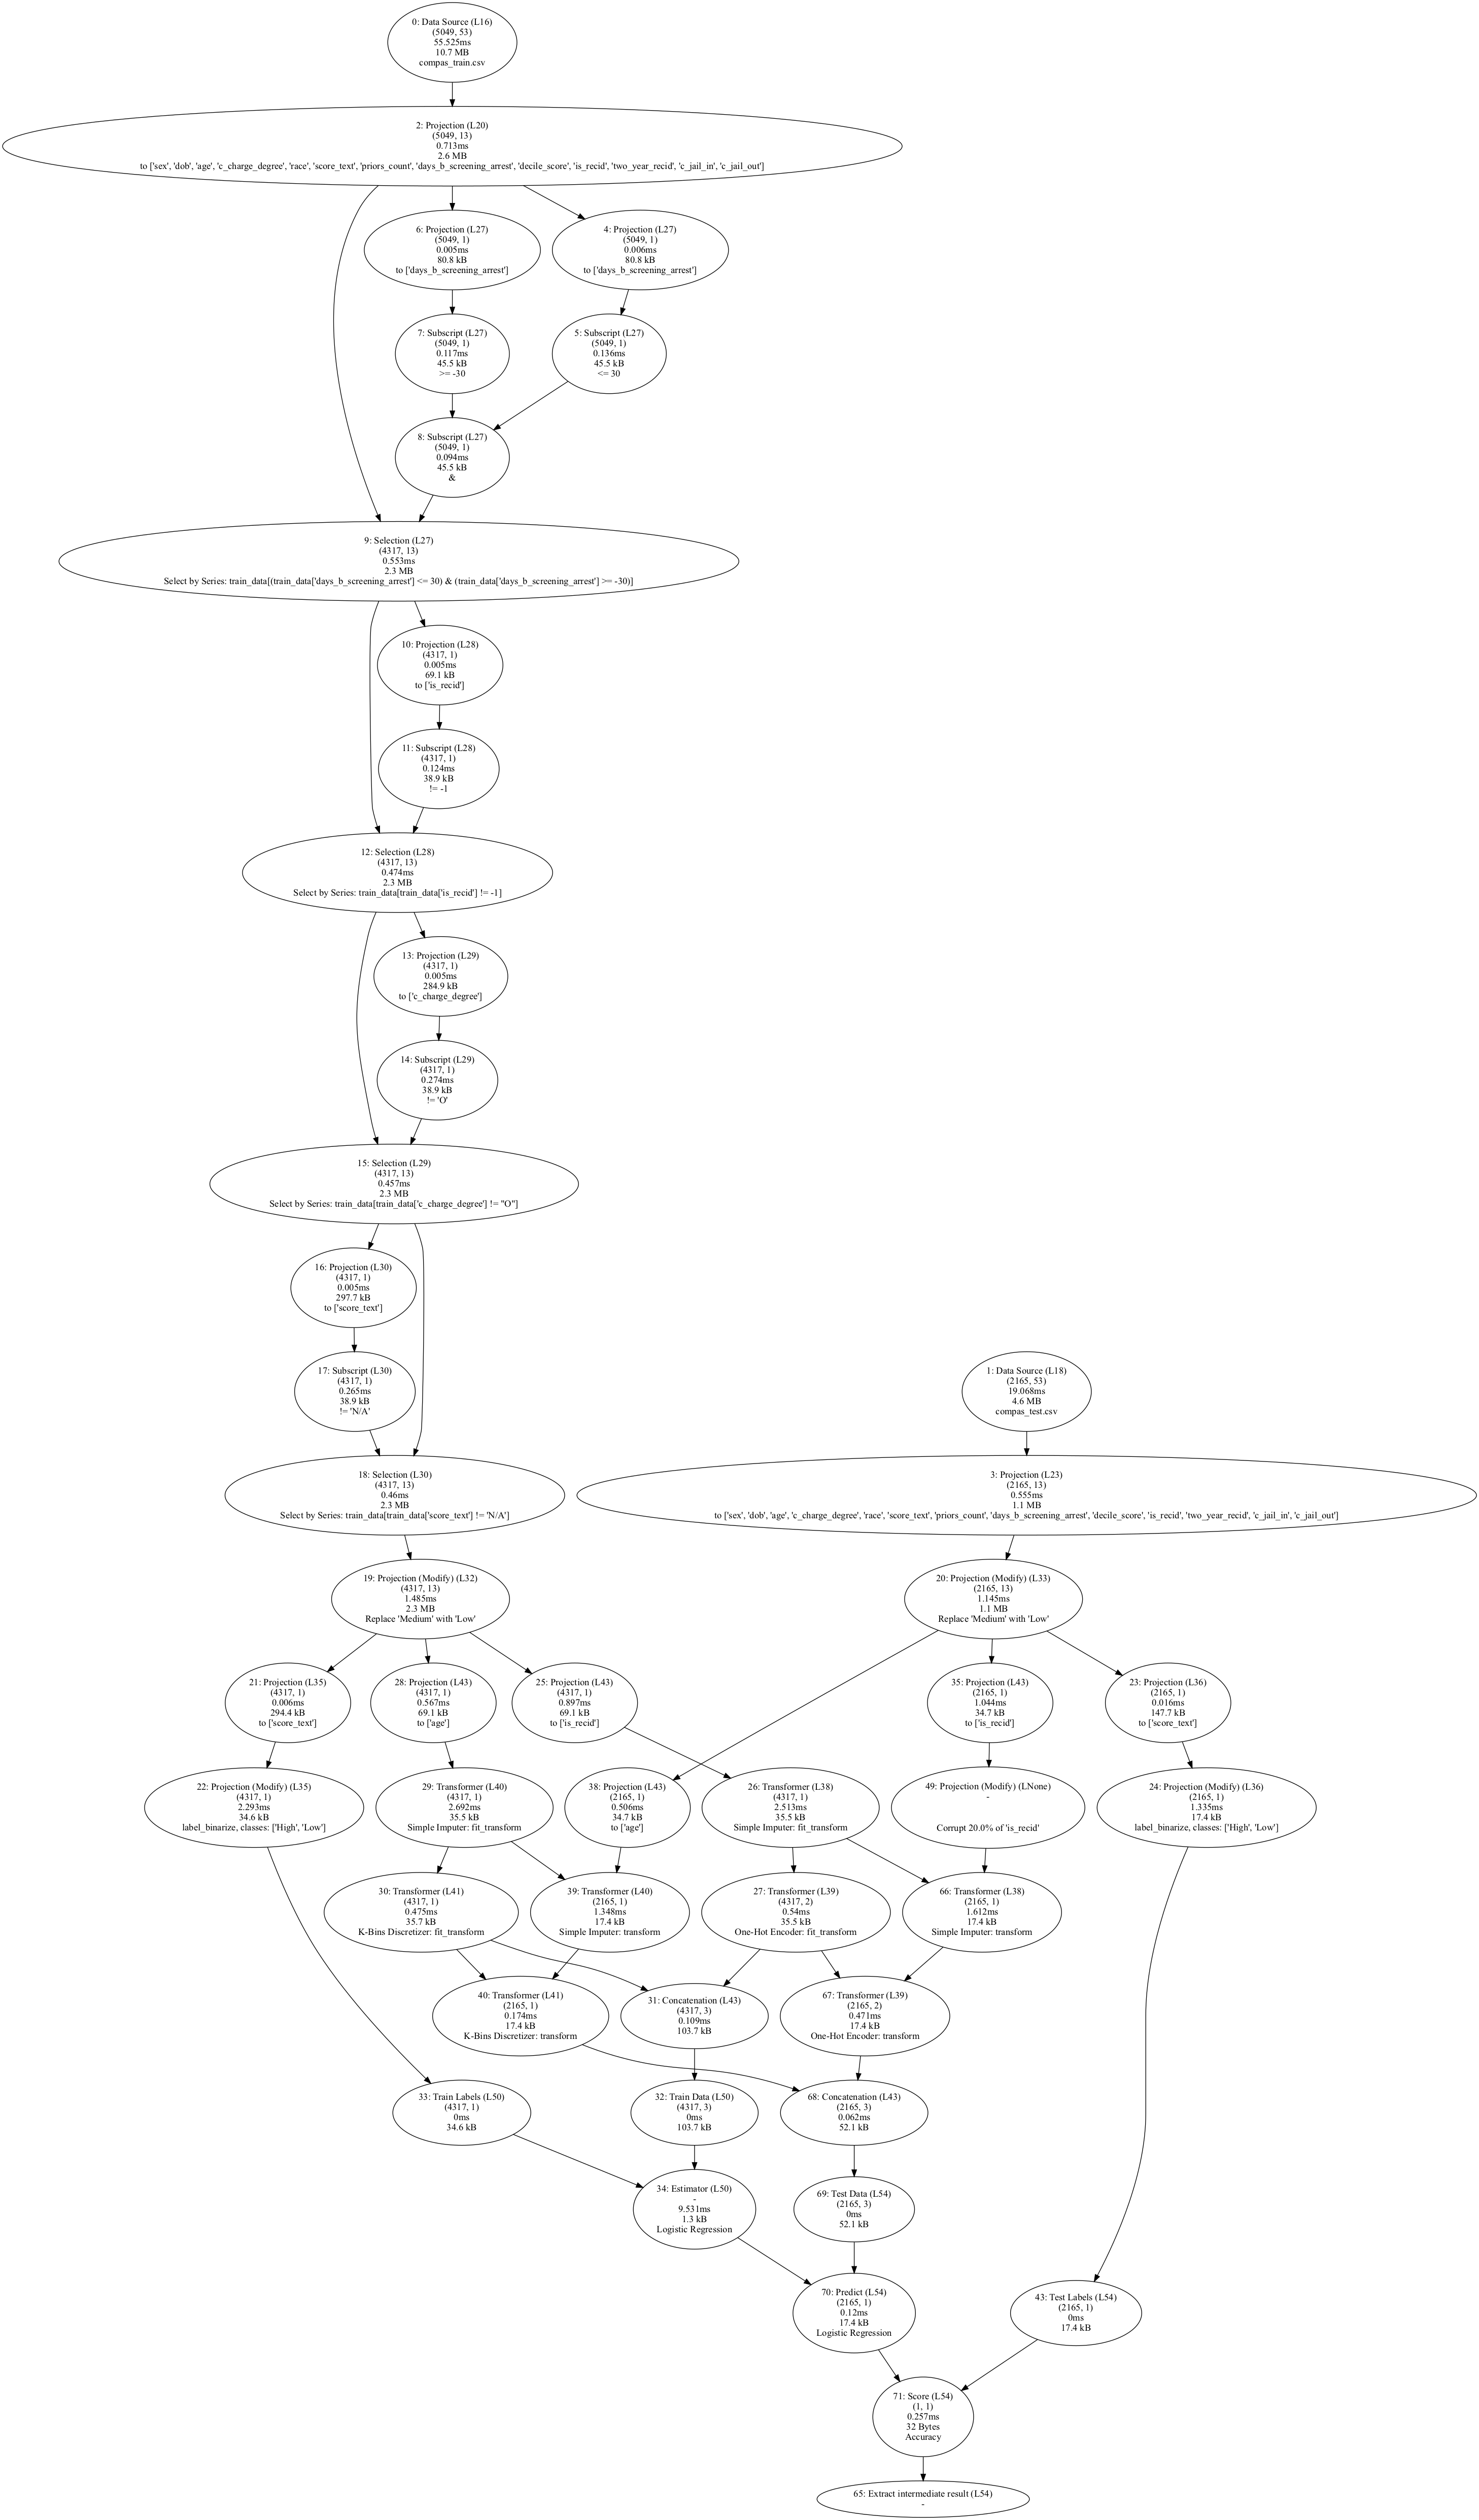 0: Data Source (L16)
(5049, 53)
55.525ms
10.7 MB
compas_train.csv
2: Projection (L20)
(5049, 13)
0.713ms
2.6 MB
to ['sex', 'dob', 'age', 'c_charge_degree', 'race', 'score_text', 'priors_count', 'days_b_screening_arrest', 'decile_score', 'is_recid', 'two_year_recid', 'c_jail_in', 'c_jail_out']
6: Projection (L27)
(5049, 1)
0.005ms
80.8 kB
to ['days_b_screening_arrest']
4: Projection (L27)
(5049, 1)
0.006ms
80.8 kB
to ['days_b_screening_arrest']
7: Subscript (L27)
(5049, 1)
0.117ms
45.5 kB
>= -30
5: Subscript (L27)
(5049, 1)
0.136ms
45.5 kB
<= 30
8: Subscript (L27)
(5049, 1)
0.094ms
45.5 kB
&
9: Selection (L27)
(4317, 13)
0.553ms
2.3 MB
Select by Series: train_data[(train_data['days_b_screening_arrest'] <= 30) & (train_data['days_b_screening_arrest'] >= -30)]
10: Projection (L28)
(4317, 1)
0.005ms
69.1 kB
to ['is_recid']
11: Subscript (L28)
(4317, 1)
0.124ms
38.9 kB
!= -1
12: Selection (L28)
(4317, 13)
0.474ms
2.3 MB
Select by Series: train_data[train_data['is_recid'] != -1]
13: Projection (L29)
(4317, 1)
0.005ms
284.9 kB
to ['c_charge_degree']
14: Subscript (L29)
(4317, 1)
0.274ms
38.9 kB
!= 'O'
15: Selection (L29)
(4317, 13)
0.457ms
2.3 MB
Select by Series: train_data[train_data['c_charge_degree'] != "O"]
16: Projection (L30)
(4317, 1)
0.005ms
297.7 kB
to ['score_text']
17: Subscript (L30)
(4317, 1)
0.265ms
38.9 kB
!= 'N/A'
1: Data Source (L18)
(2165, 53)
19.068ms
4.6 MB
compas_test.csv
18: Selection (L30)
(4317, 13)
0.46ms
2.3 MB
Select by Series: train_data[train_data['score_text'] != 'N/A']
3: Projection (L23)
(2165, 13)
0.555ms
1.1 MB
to ['sex', 'dob', 'age', 'c_charge_degree', 'race', 'score_text', 'priors_count', 'days_b_screening_arrest', 'decile_score', 'is_recid', 'two_year_recid', 'c_jail_in', 'c_jail_out']
19: Projection (Modify) (L32)
(4317, 13)
1.485ms
2.3 MB
Replace 'Medium' with 'Low'
20: Projection (Modify) (L33)
(2165, 13)
1.145ms
1.1 MB
Replace 'Medium' with 'Low'
21: Projection (L35)
(4317, 1)
0.006ms
294.4 kB
to ['score_text']
28: Projection (L43)
(4317, 1)
0.567ms
69.1 kB
to ['age']
25: Projection (L43)
(4317, 1)
0.897ms
69.1 kB
to ['is_recid']
35: Projection (L43)
(2165, 1)
1.044ms
34.7 kB
to ['is_recid']
23: Projection (L36)
(2165, 1)
0.016ms
147.7 kB
to ['score_text']
22: Projection (Modify) (L35)
(4317, 1)
2.293ms
34.6 kB
label_binarize, classes: ['High', 'Low']
29: Transformer (L40)
(4317, 1)
2.692ms
35.5 kB
Simple Imputer: fit_transform
38: Projection (L43)
(2165, 1)
0.506ms
34.7 kB
to ['age']
26: Transformer (L38)
(4317, 1)
2.513ms
35.5 kB
Simple Imputer: fit_transform
49: Projection (Modify) (LNone)
-
Corrupt 20.0% of 'is_recid'
24: Projection (Modify) (L36)
(2165, 1)
1.335ms
17.4 kB
label_binarize, classes: ['High', 'Low']
30: Transformer (L41)
(4317, 1)
0.475ms
35.7 kB
K-Bins Discretizer: fit_transform
39: Transformer (L40)
(2165, 1)
1.348ms
17.4 kB
Simple Imputer: transform
27: Transformer (L39)
(4317, 2)
0.54ms
35.5 kB
One-Hot Encoder: fit_transform
66: Transformer (L38)
(2165, 1)
1.612ms
17.4 kB
Simple Imputer: transform
40: Transformer (L41)
(2165, 1)
0.174ms
17.4 kB
K-Bins Discretizer: transform
31: Concatenation (L43)
(4317, 3)
0.109ms
103.7 kB
67: Transformer (L39)
(2165, 2)
0.471ms
17.4 kB
One-Hot Encoder: transform
33: Train Labels (L50)
(4317, 1)
0ms
34.6 kB
32: Train Data (L50)
(4317, 3)
0ms
103.7 kB
68: Concatenation (L43)
(2165, 3)
0.062ms
52.1 kB
34: Estimator (L50)
-
9.531ms
1.3 kB
Logistic Regression
69: Test Data (L54)
(2165, 3)
0ms
52.1 kB
70: Predict (L54)
(2165, 1)
0.12ms
17.4 kB
Logistic Regression
43: Test Labels (L54)
(2165, 1)
0ms
17.4 kB
71: Score (L54)
(1, 1)
0.257ms
32 Bytes
Accuracy
65: Extract intermediate result (L54)
-